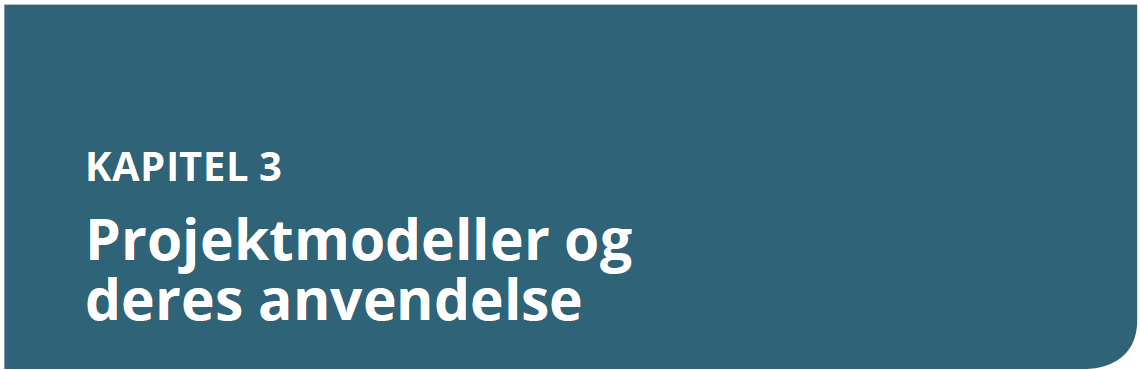 KAPITEL 3
Projektmodeller og
deres anvendelse